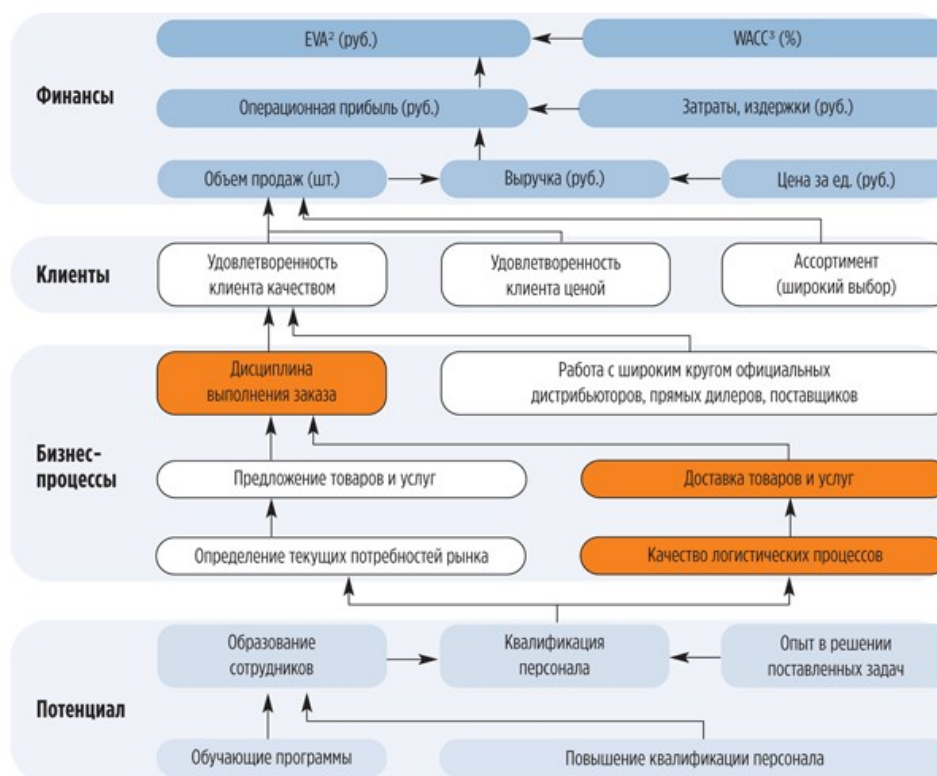 EVA² (руб.)
WACC³ (%)
Финансы
Операционная прибыль (руб.)
Затраты, издержки (руб.)
Объем продаж (шт.)
Выручка (руб.)
Цена за ед. (руб.)
Клиенты
Удовлетворенность
клиента качеством
Удовлетворенность
клиента ценой
Ассортимент
(широкий выбор)
Дисциплина
выполнения заказа
Работа с широким кругом официальных
дистрибьюторов, прямых дилеров, поставщиков
Бизнес-
процессы
Предложение товаров и услуг
Доставка товаров и услуг
Определение текущих потребностей рынка
Качество логистических процессов
Образование
сотрудников
Квалификация
персонала
Опыт в решении
поставленных задач
Потенциал
Обучающие программы
Повышение квалификации персонала